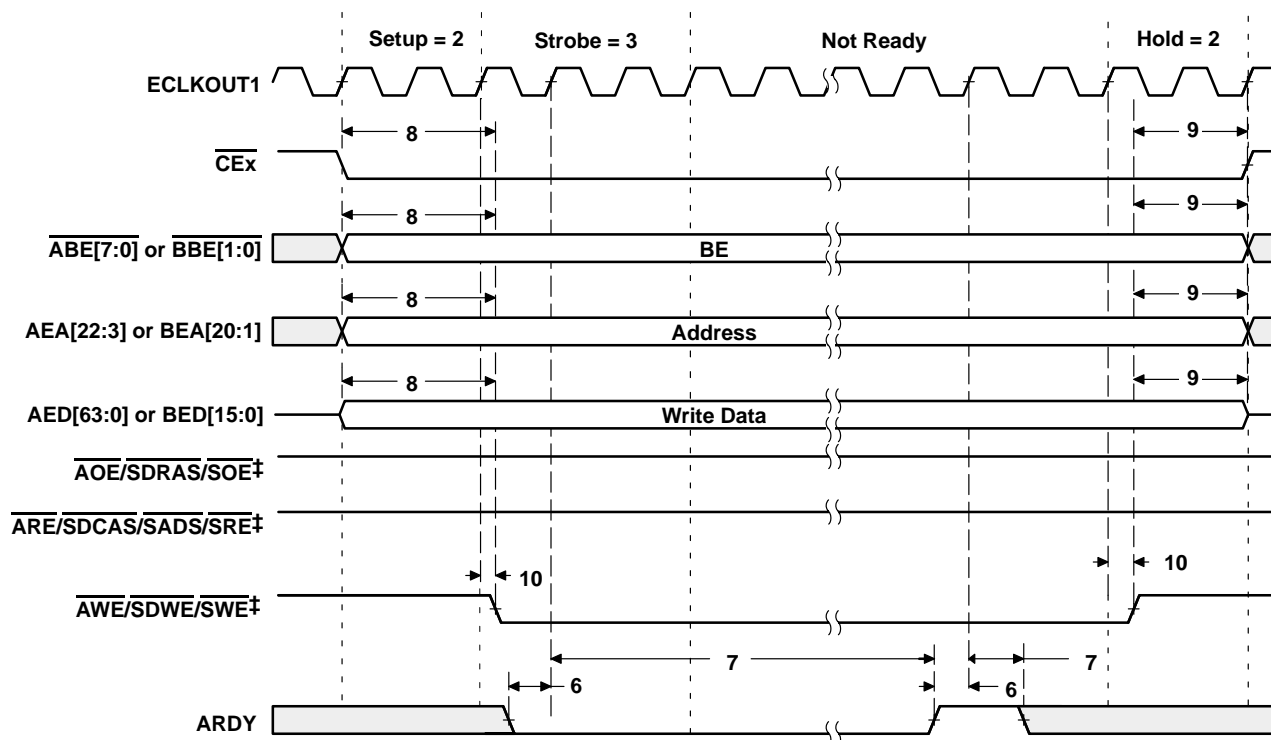 Setup = 2 Strobe = 3 Not Ready Hold = 2
ECLKOUT1
8 9
CEx
8 9
ABE[7:0] or BBE[1:0] BE
8 9
AEA[22:3] or BEA[20:1] Address
8 9
AED[63:0] or BED[15:0] Write Data
AOE/SDRAS/SOE‡
ARE/SDCAS/SADS/SRE‡
10 10
AWE/SDWE/SWE‡
7 7
6 6
ARDY